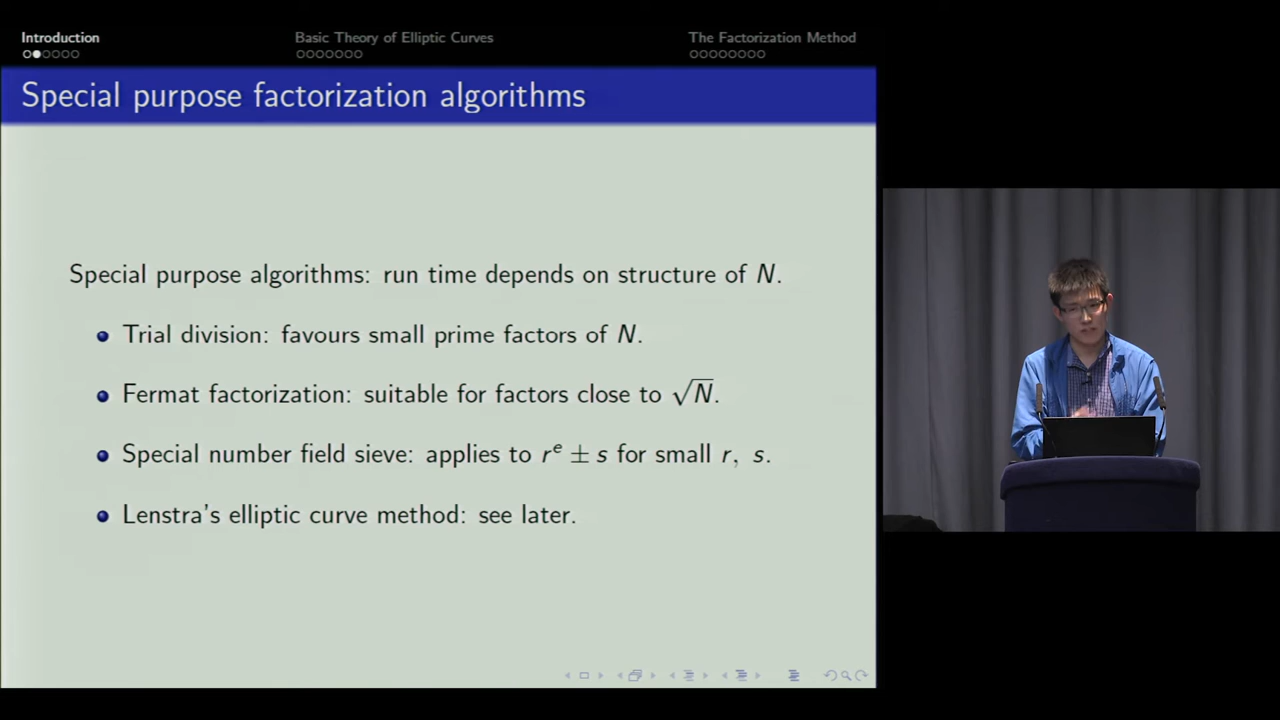 Introduction
Basic Theory of Elliptic Curves
The Factorization Method
Special purpose factorization algorithms
Special purpose algorithms: run time depends on structure of N.
Trial division: favours small prime factors of N.
Fermat factorization: suitable for factors close to √N.
Special number field sieve: applies to rᵉ ± s for small r, s.
Lenstra's elliptic curve method: see later.